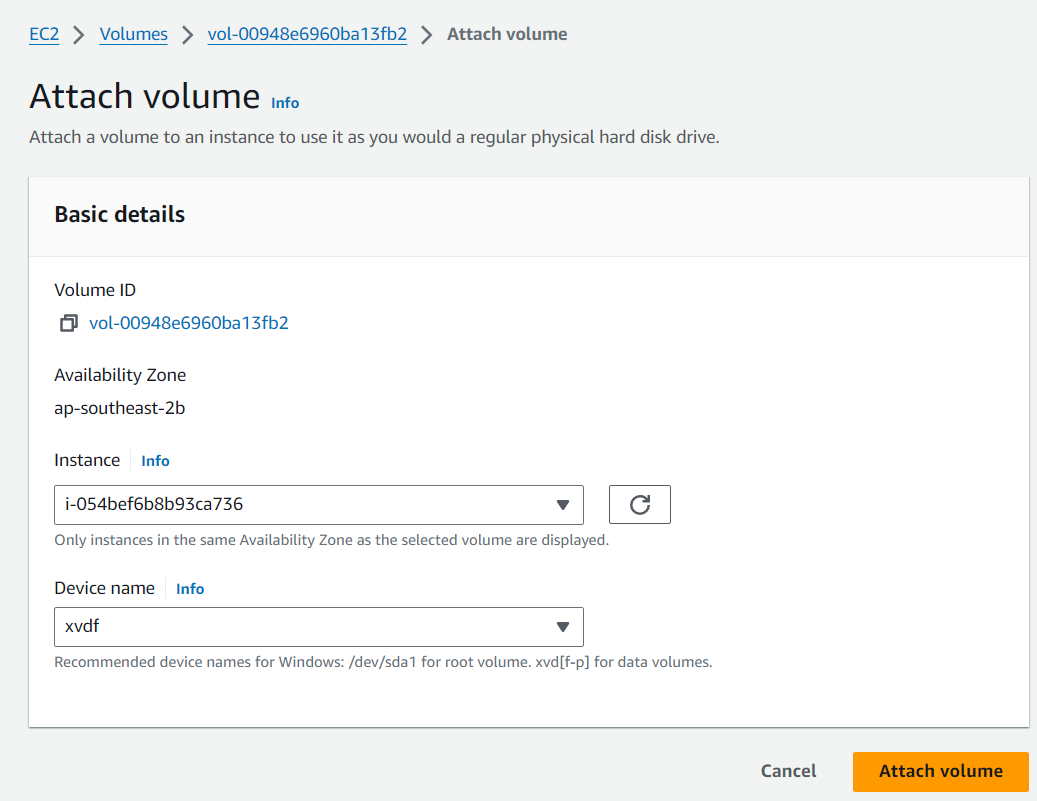 EC2 > Volumes > vol-00948e6960ba13fb2 > Attach volume
Attach volume Info
Attach a volume to an instance to use it as you would a regular physical hard disk drive.
Basic details
Volume ID
vol-00948e6960ba13fb2
Availability Zone
ap-southeast-2b
Instance Info
i-054bef6b8b93ca736
Only instances in the same Availability Zone as the selected volume are displayed.
Device name Info
xvdf
Recommended device names for Windows: /dev/sda1 for root volume. xvd[f-p] for data volumes.
Cancel Attach volume